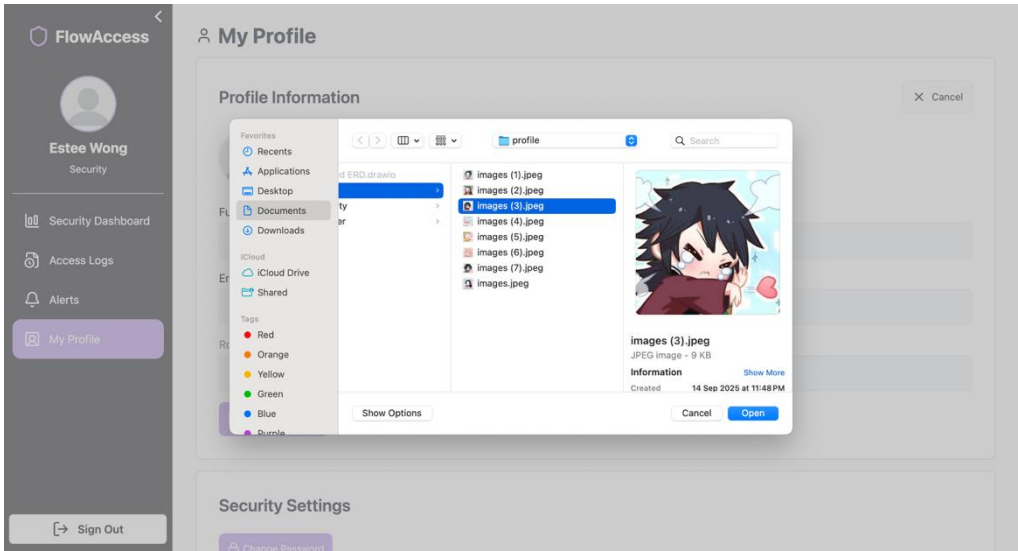 FlowAccess
Estee Wong
Security
Security Dashboard
Access Logs
Alerts
My Profile
Sign Out
My Profile
Profile Information
Cancel
Fu
Er
Ro
Favorites
Recents
Applications
Desktop
Documents
Downloads
iCloud
iCloud Drive
Shared
Tags
Red
Orange
Yellow
Green
Blue
Purple
profile
Search
d ERD.drawio
ty
er
images (1).jpeg
images (2).jpeg
images (3).jpeg
images (4).jpeg
images (5).jpeg
images (6).jpeg
images (7).jpeg
images.jpeg
images (3).jpeg
JPEG image - 9 KB
Information Show More
Created 14 Sep 2025 at 11:48 PM
Show Options
Cancel
Open
Security Settings
Change Password